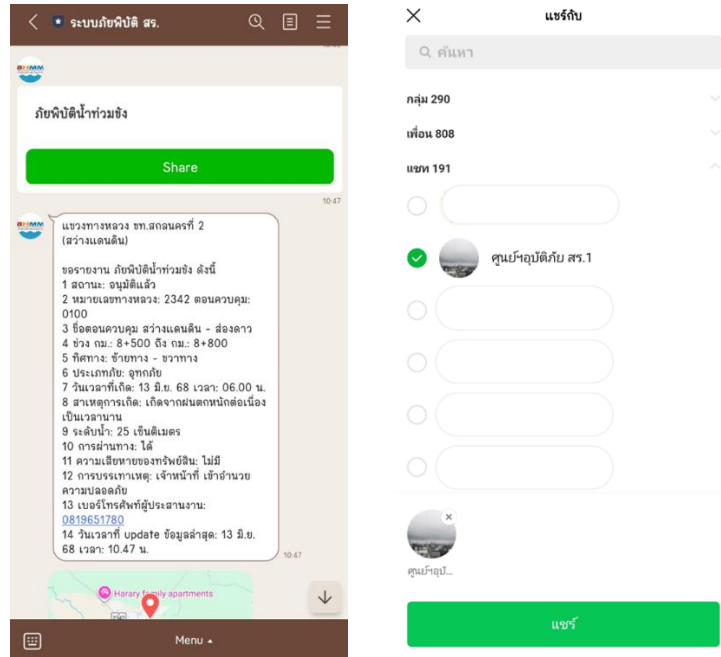 ระบบภัยพิบัติ สร.
BHMM
ภัยพิบัติน้ำท่วมขัง
Share
10:47
BHMM
แขวงทางหลวง ขท.สกลนครที่ 2
(สว่างแดนดิน)
ขอรายงาน ภัยพิบัติน้ำท่วมขัง ดังนี้
1 สถานะ: อนุมัติแล้ว
2 หมายเลขทางหลวง: 2342 ตอนควบคุม:
0100
3 ชื่อตอนควบคุม สว่างแดนดิน - ส่องดาว
4 ช่วง กม.: 8+500 ถึง กม.: 8+800
5 ทิศทาง: ซ้ายทาง - ขวาทาง
6 ประเภทภัย: อุทกภัย
7 วันเวลาที่เกิด: 13 มิ.ย. 68 เวลา: 06.00 น.
8 สาเหตุการเกิด: เกิดจากฝนตกหนักต่อเนื่อง
เป็นเวลานาน
9 ระดับน้ำ: 25 เซ็นติเมตร
10 การผ่านทาง: ได้
11 ความเสียหายของทรัพย์สิน: ไม่มี
12 การบรรเทาเหตุ: เจ้าหน้าที่ เข้าอำนวย
ความปลอดภัย
13 เบอร์โทรศัพท์ผู้ประสานงาน:
0819651780
14 วันเวลาที่ update ข้อมูลล่าสุด: 13 มิ.ย.
68 เวลา: 10.47 น.
10:47
Harary family apartments
Menu
แชร์กับ
ค้นหา
กลุ่ม 290
เพื่อน 808
แชท 191
ศูนย์ฯอุบัติภัย สร.1
ศูนย์ฯอุบั...
แชร์